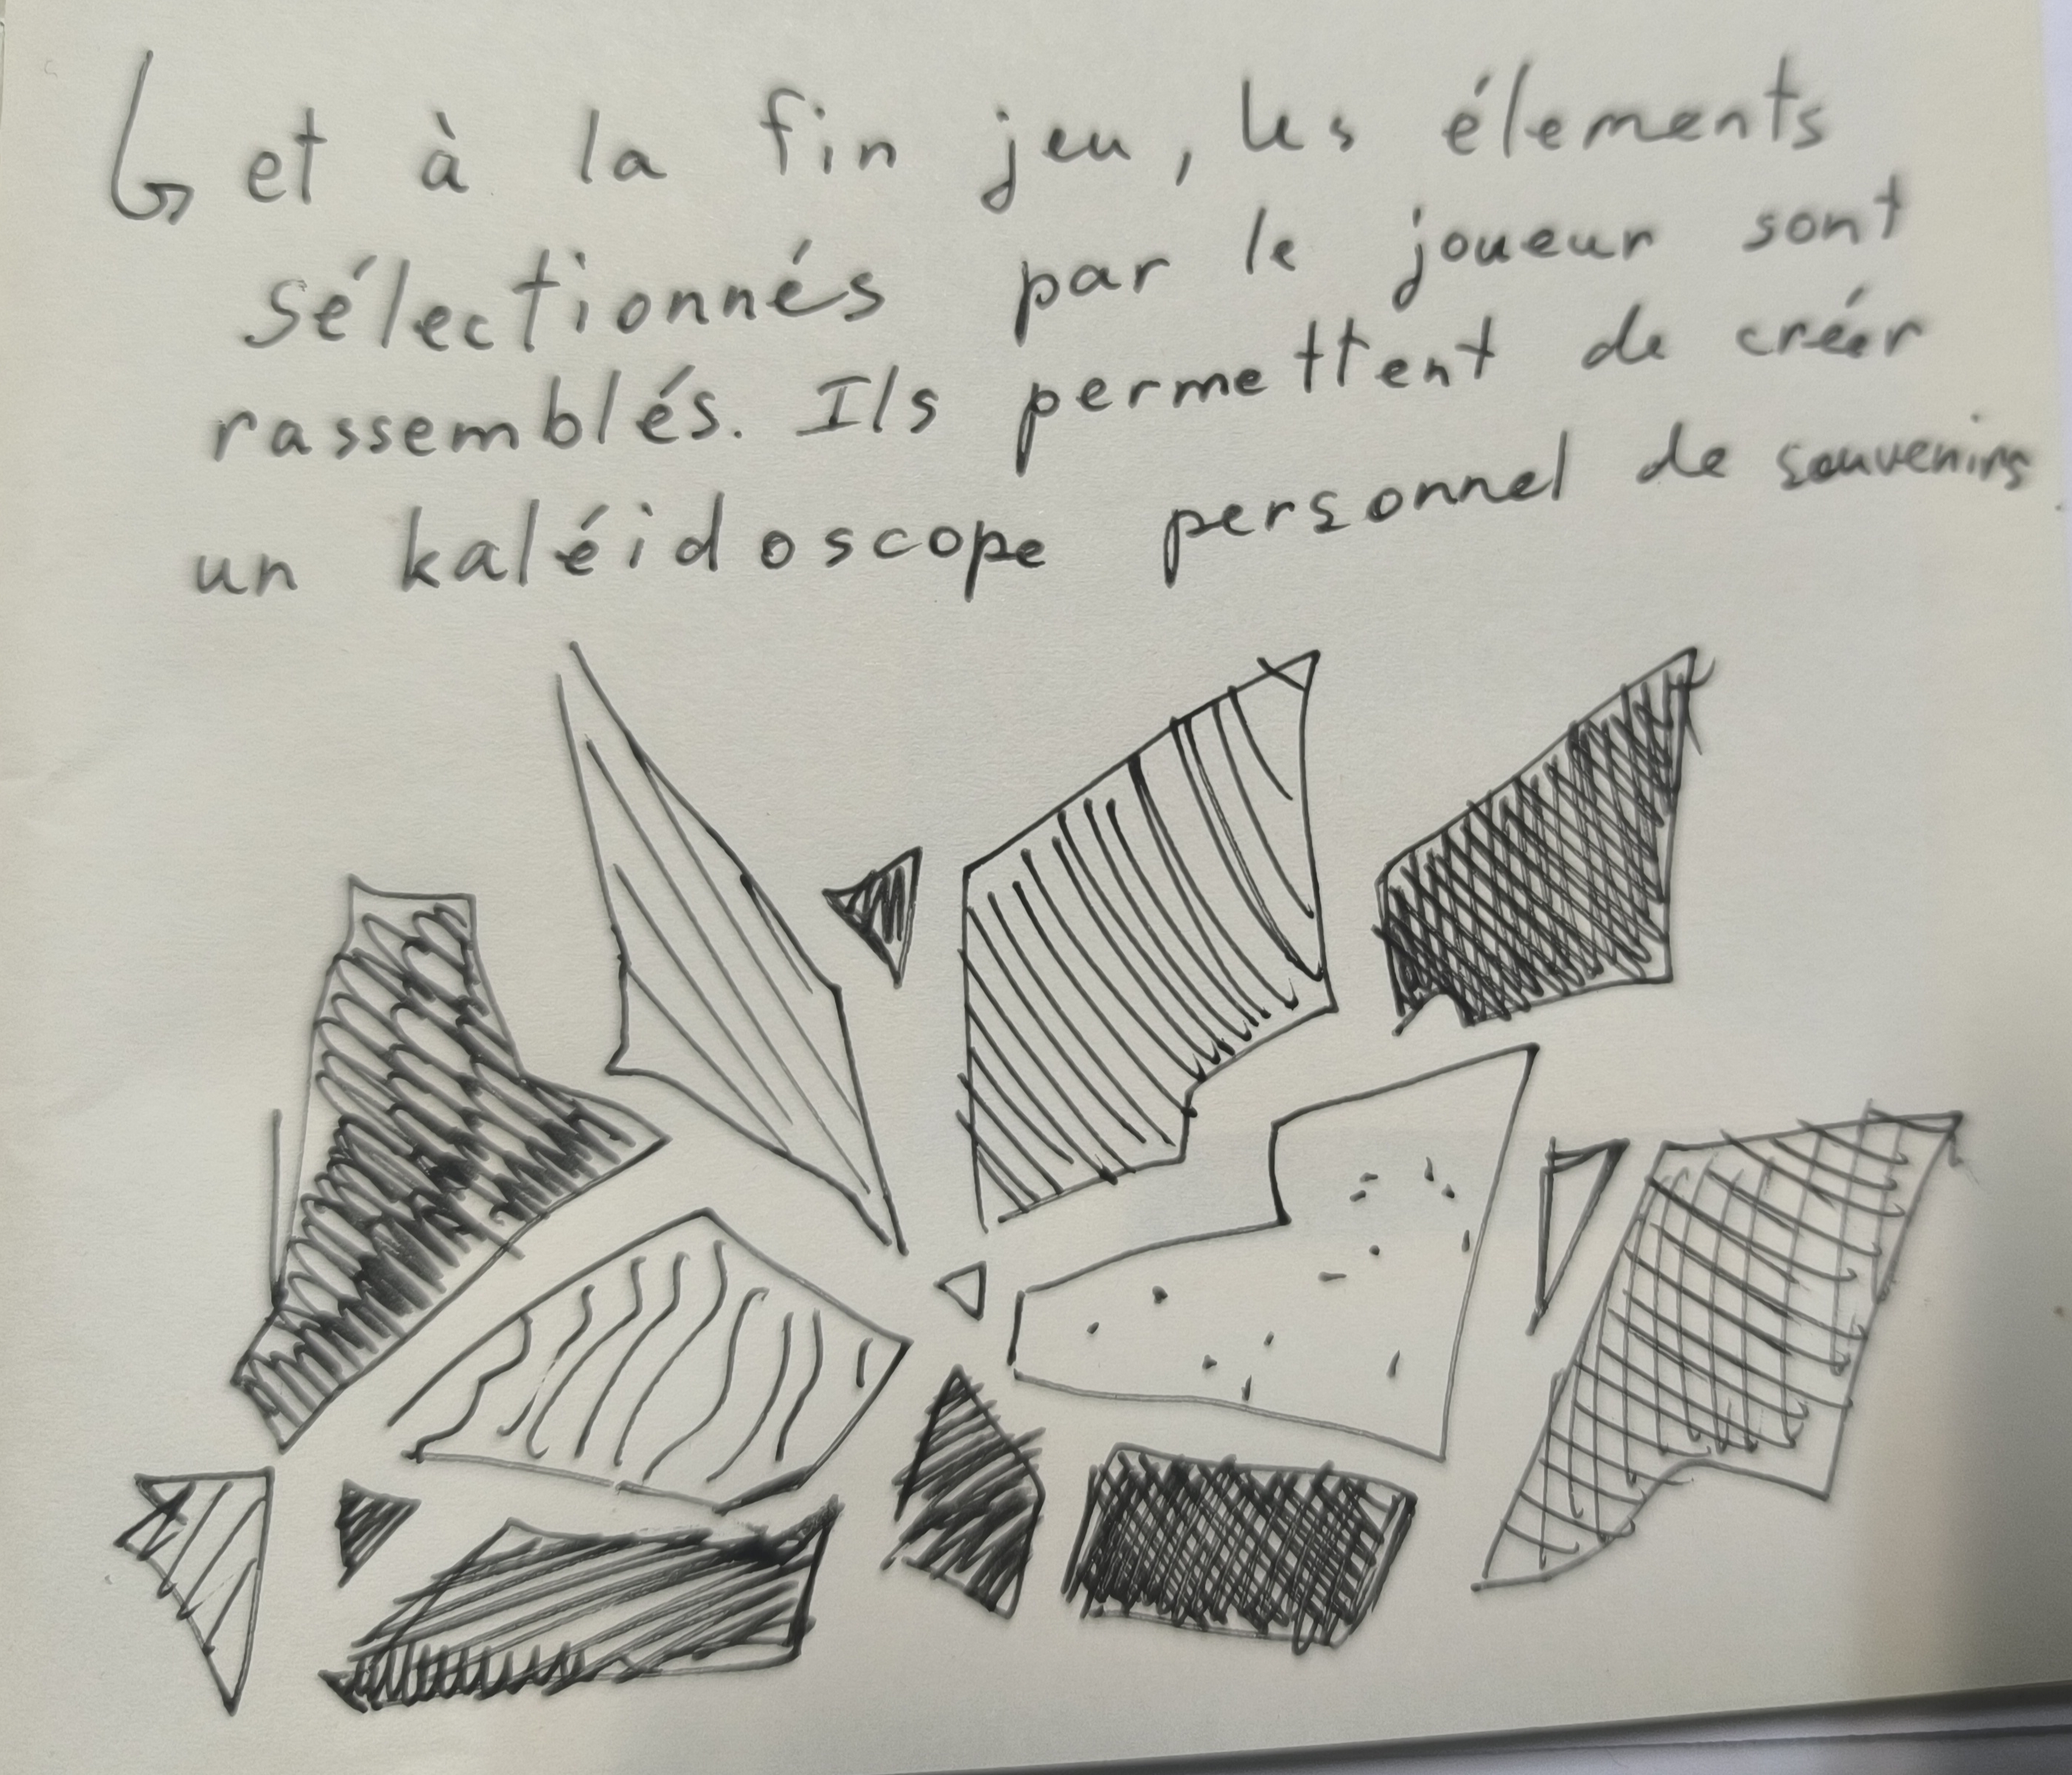 ↳ et à la fin jeu, les élements
sélectionnés par le joueur sont
rassemblés. Ils permettent de créer
un kaléidoscope personnel de souvenirs